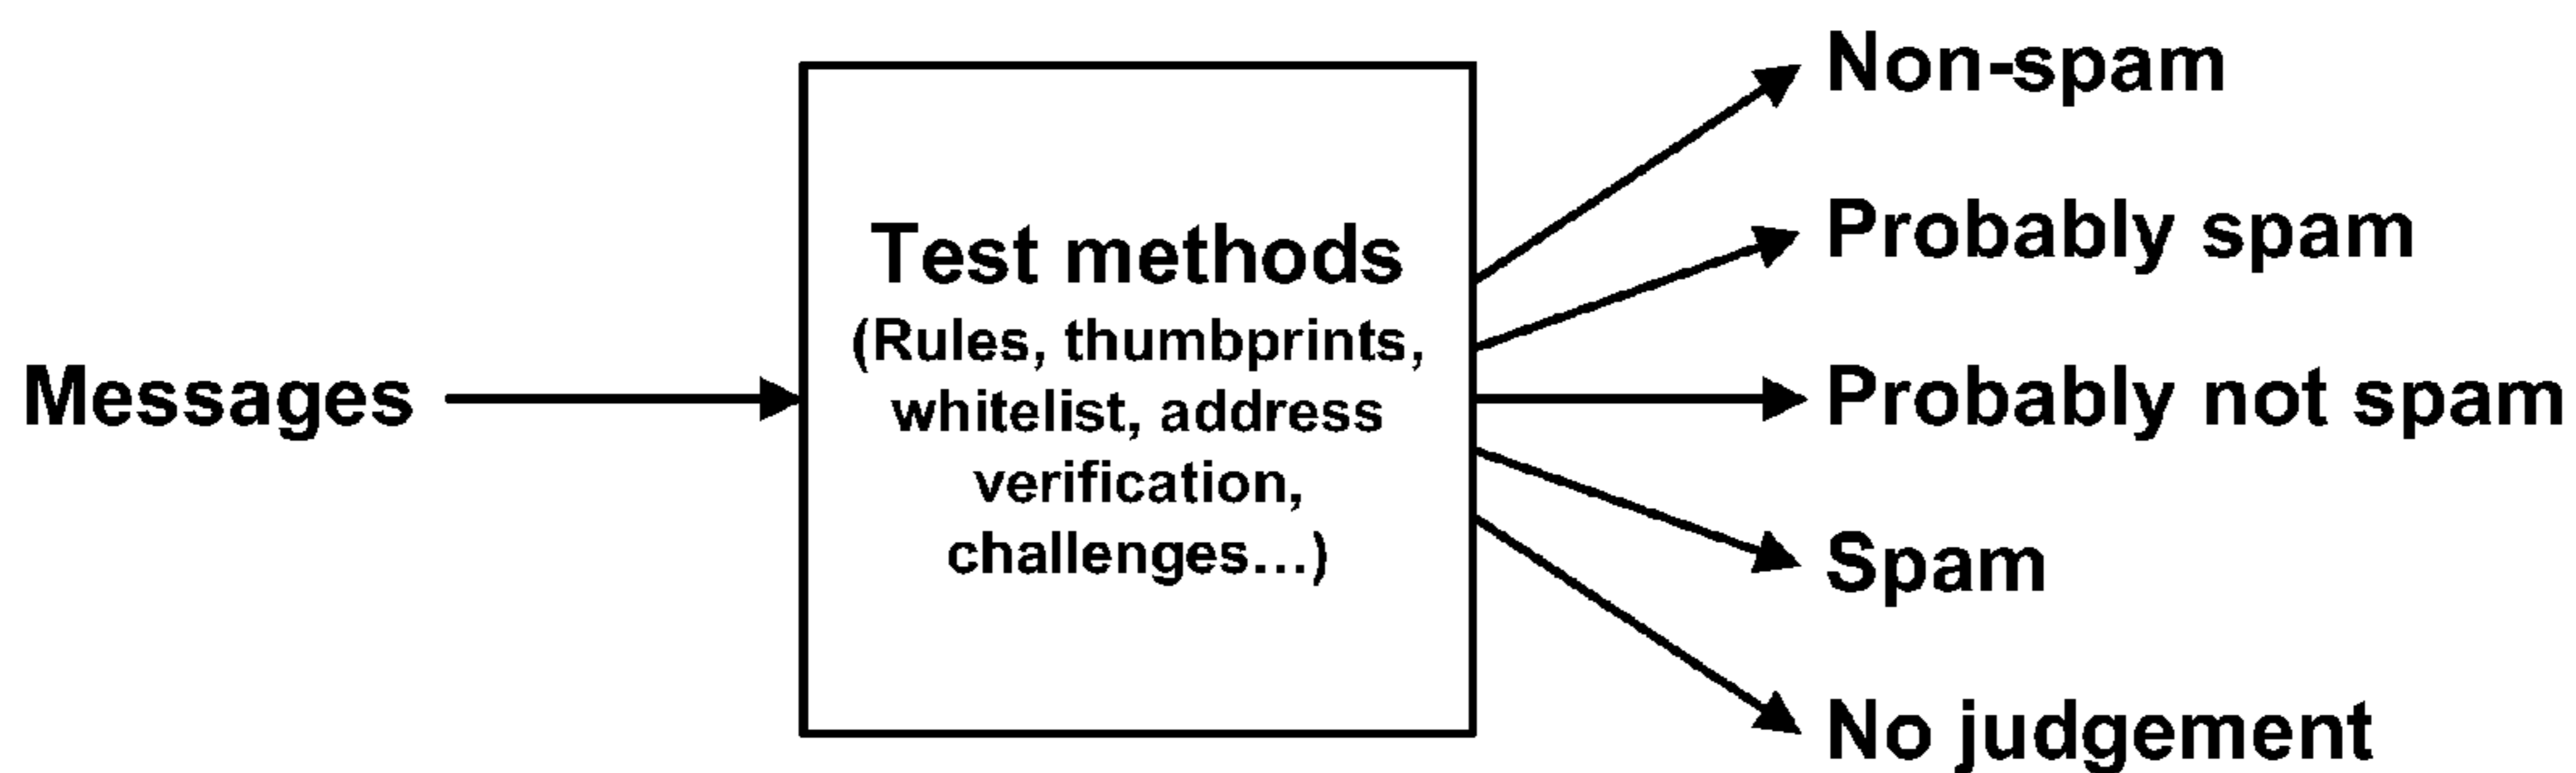 Non-spam
Probably spam
Test methods
(Rules, thumbprints,
Messages
Probably not spam
whitelist, address
verification,
challenges...)
Spam
No judgement